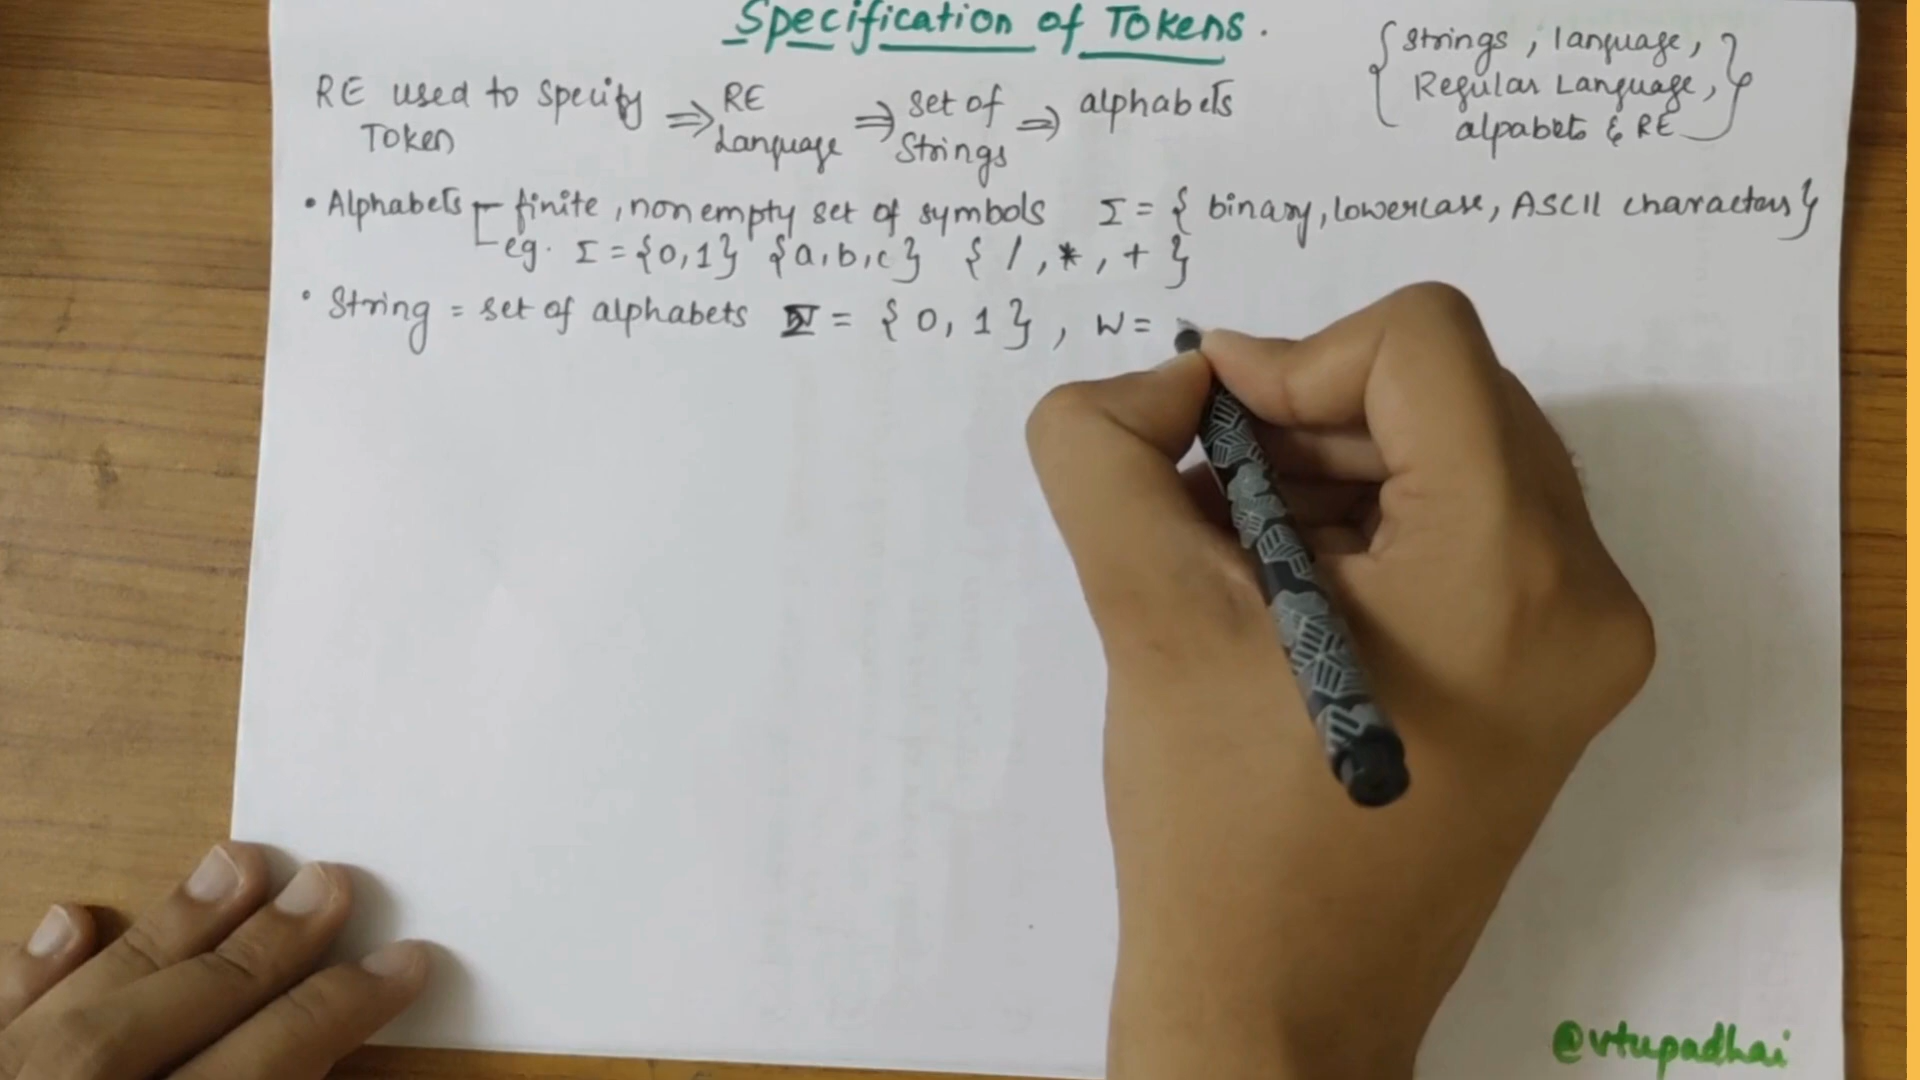 Specification of Tokens.
{ strings, language,
Regular Language,
alpabets & RE }
RE used to specify
Token
⇒ RE
Language
⇒ set of
Strings
⇒ alphabets
• Alphabets - finite, non empty set of symbols Σ = { binary, lowercase, ASCII characters}
eg. Σ = {0,1} {a,b,c} { /, *, + }
• String = set of alphabets Σ = { 0, 1 }, W =
@vtupadhai